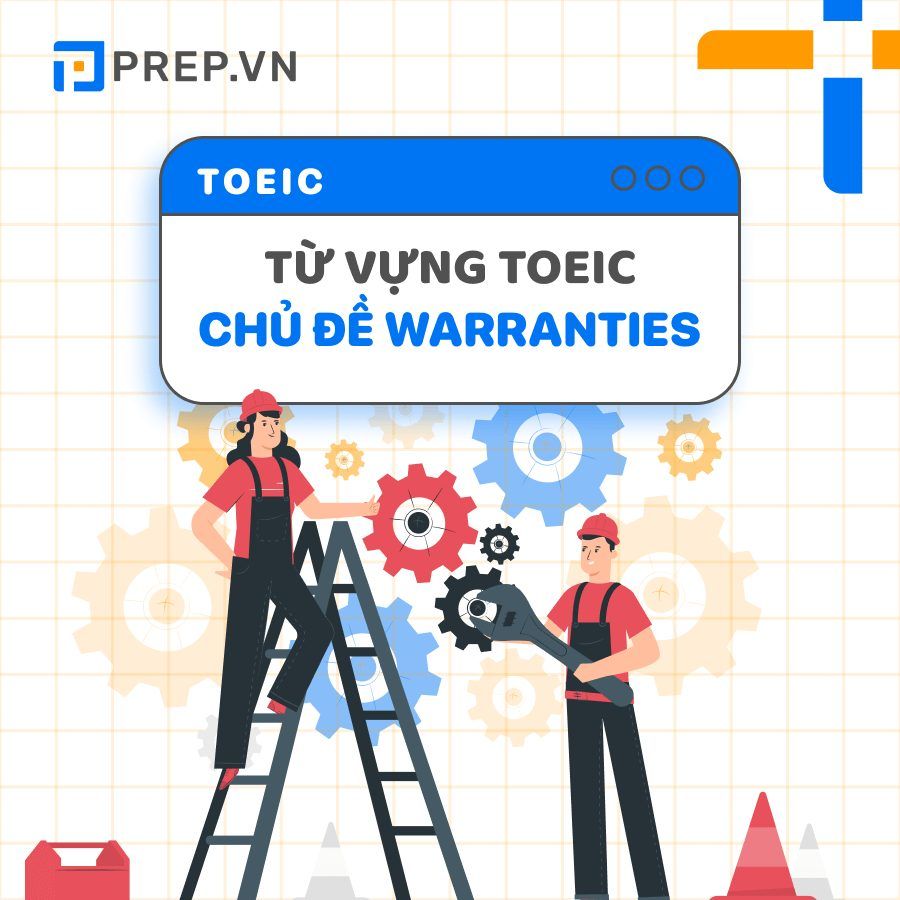 PREP.VN
TOEIC
TỪ VỰNG TOEIC
CHỦ ĐỀ WARRANTIES